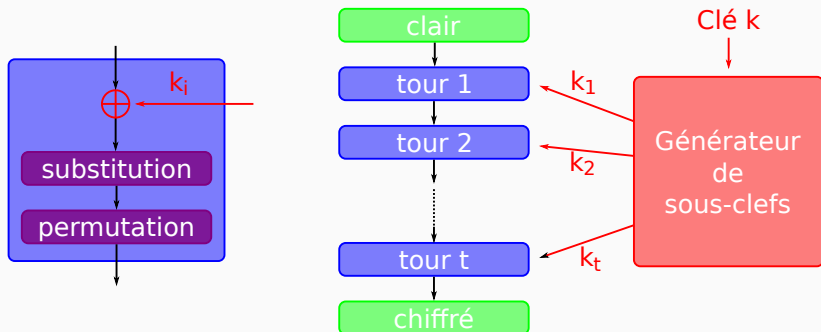 k_i
substitution
permutation
clair
tour 1
tour 2
tour t
chiffré
k_1
k_2
k_t
Clé k
Générateur
de
sous-clefs